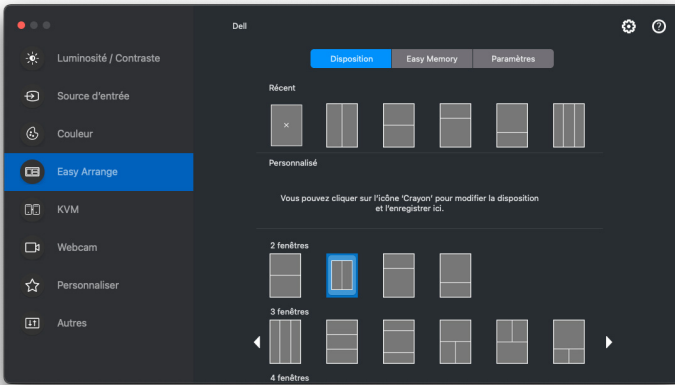 Dell
Luminosité / Contraste
Source d'entrée
Couleur
Easy Arrange
KVM
Webcam
Personnaliser
Autres
Disposition
Easy Memory
Paramètres
Récent
Personnalisé
Vous pouvez cliquer sur l'icône 'Crayon' pour modifier la disposition
et l'enregistrer ici.
2 fenêtres
3 fenêtres
4 fenêtres